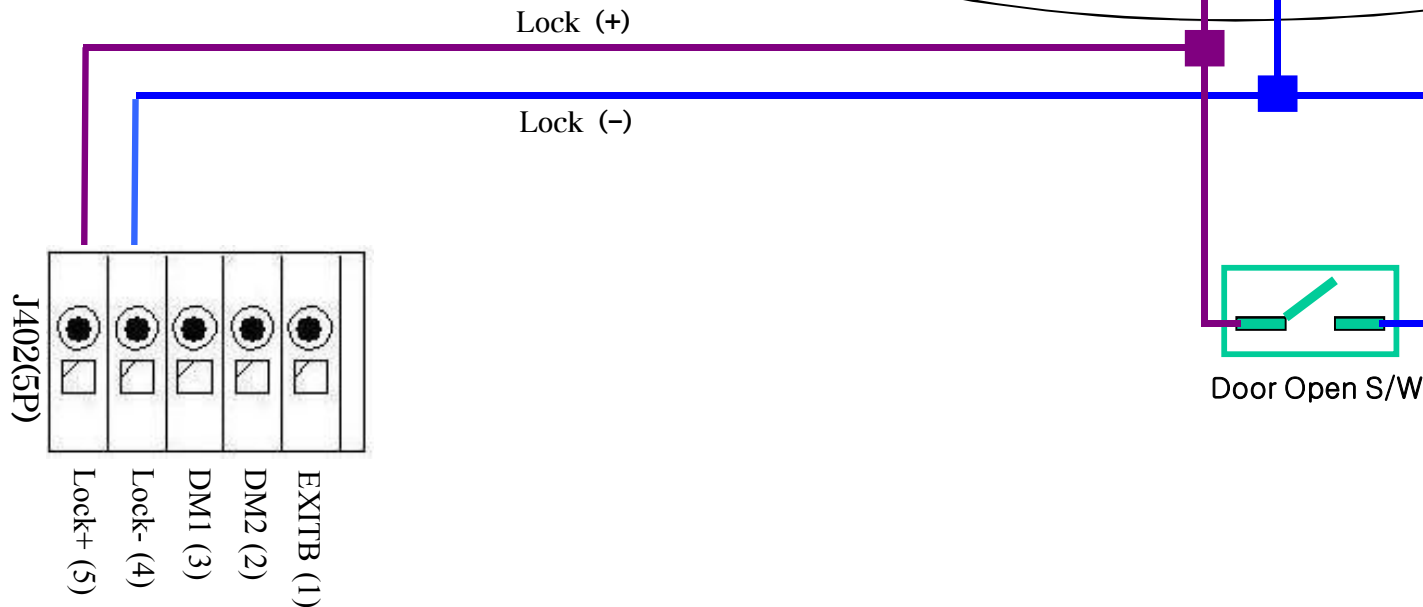 Lock (+)
Lock (-)
J402(5P)
Door Open S/W
Lock+ (5)
Lock- (4)
DM1 (3)
DM2 (2)
EXITB (1)